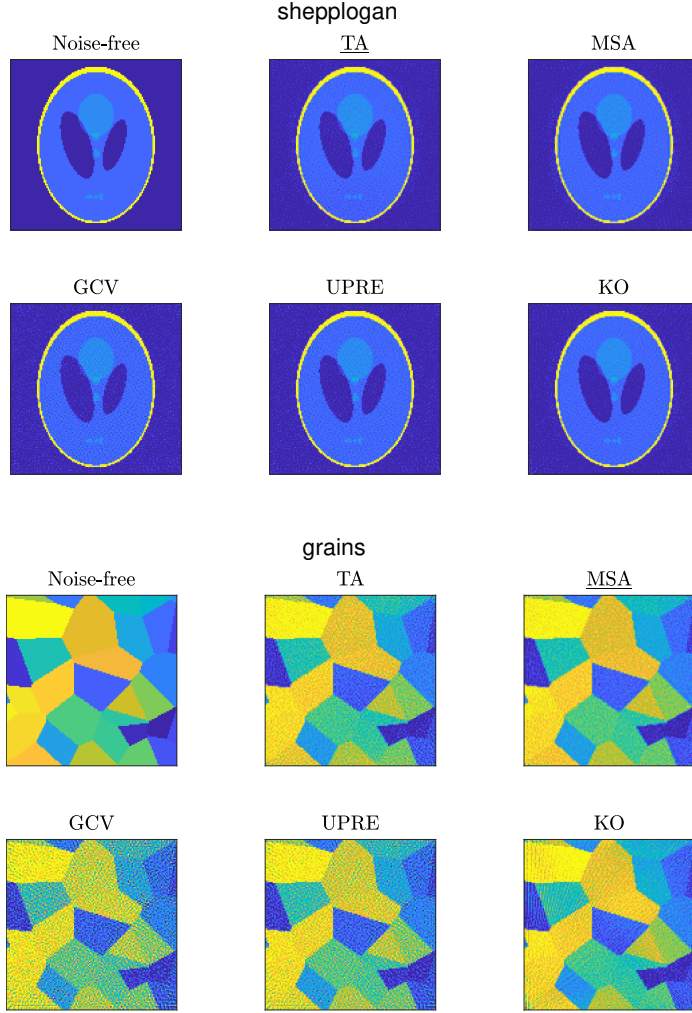 shepplogan
Noise-free TA MSA
GCV UPRE KO
grains
Noise-free TA MSA
GCV UPRE KO